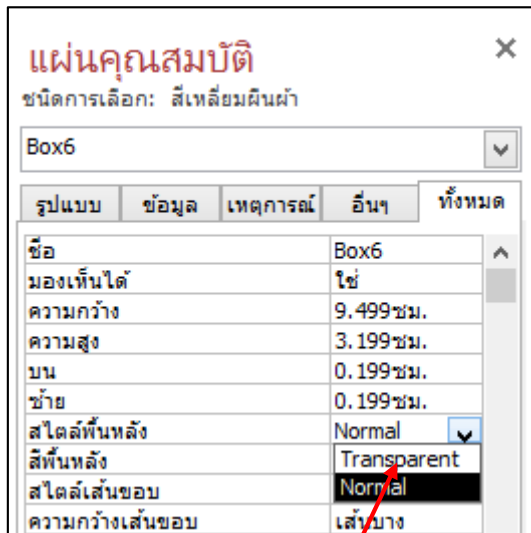 แผ่นคุณสมบัติ
ชนิดการเลือก: สี่เหลี่ยมผืนผ้า
Box6
รูปแบบ ข้อมูล เหตุการณ์ อื่นๆ ทั้งหมด
ชื่อ Box6
มองเห็นได้ ใช่
ความกว้าง 9.499ซม.
ความสูง 3.199ซม.
บน 0.199ซม.
ซ้าย 0.199ซม.
สไตล์พื้นหลัง Normal
สีพื้นหลัง Transparent
สไตล์เส้นขอบ Normal
ความกว้างเส้นขอบ เส้นบาง